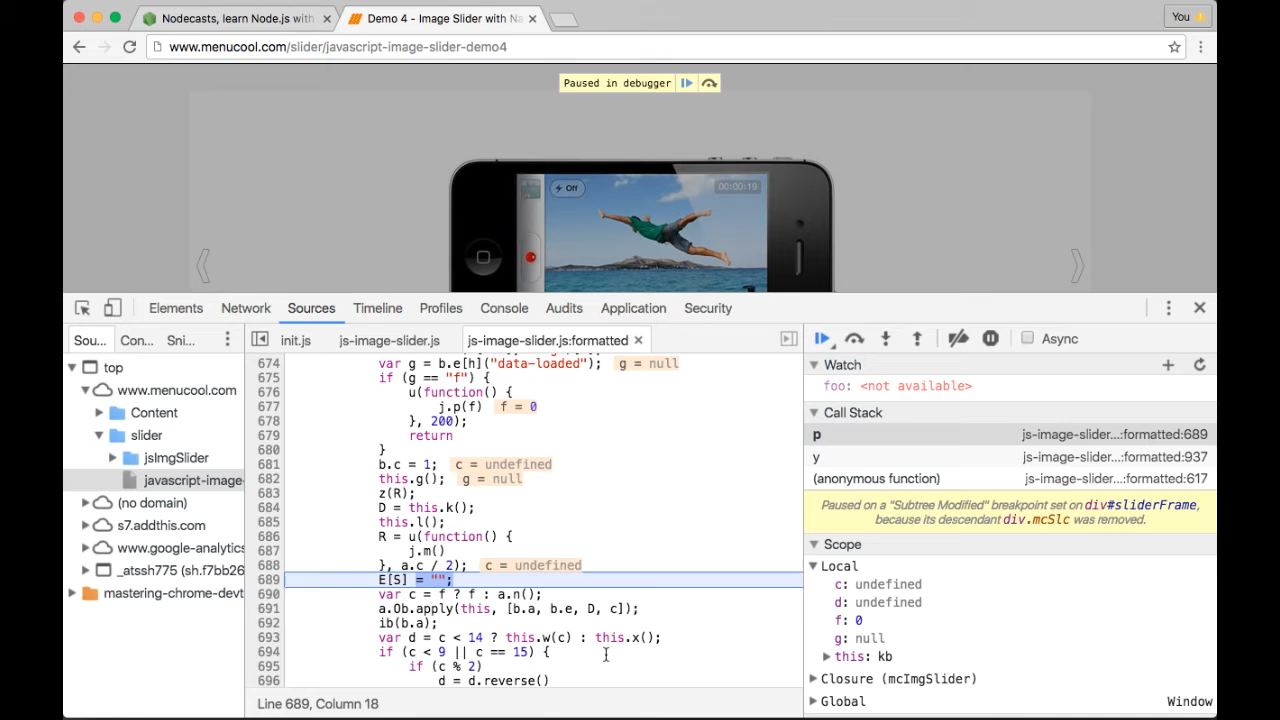 Nodecasts, learn Node.js with
Demo 4 - Image Slider with Na
You
www.menucool.com/slider/javascript-image-slider-demo4
Paused in debugger
Off
00:00:19
Elements Network Sources Timeline Profiles Console Audits Application Security
Sou... Con... Sni...
init.js js-image-slider.js js-image-slider.js:formatted
Async
top
www.menucool.com
Content
slider
jsImgSlider
javascript-image-
(no domain)
s7.addthis.com
www.google-analytics
_atssh775 (sh.f7bb26
mastering-chrome-devt
674 var g = b.e[h]("data-loaded"); g = null
675 if (g == "f") {
676 u(function() {
677 j.p(f) f = 0
678 }, 200);
679 return
680 }
681 b.c = 1; c = undefined
682 this.g(); g = null
683 z(R);
684 D = this.k();
685 this.l();
686 R = u(function() {
687 j.m()
688 }, a.c / 2); c = undefined
689 E[S] = "";
690 var c = f ? f : a.n();
691 a.Ob.apply(this, [b.a, b.e, D, c]);
692 ib(b.a);
693 var d = c < 14 ? this.w(c) : this.x();
694 if (c < 9 || c == 15) {
695 if (c % 2)
696 d = d.reverse()
Line 689, Column 18
Watch
foo: <not available>
Call Stack
p js-image-slider...:formatted:689
y js-image-slider...:formatted:937
(anonymous function) js-image-slider...:formatted:617
Paused on a "Subtree Modified" breakpoint set on div#sliderFrame,
because its descendant div.mcSlc was removed.
Scope
Local
c: undefined
d: undefined
f: 0
g: null
this: kb
Closure (mcImgSlider)
Global Window